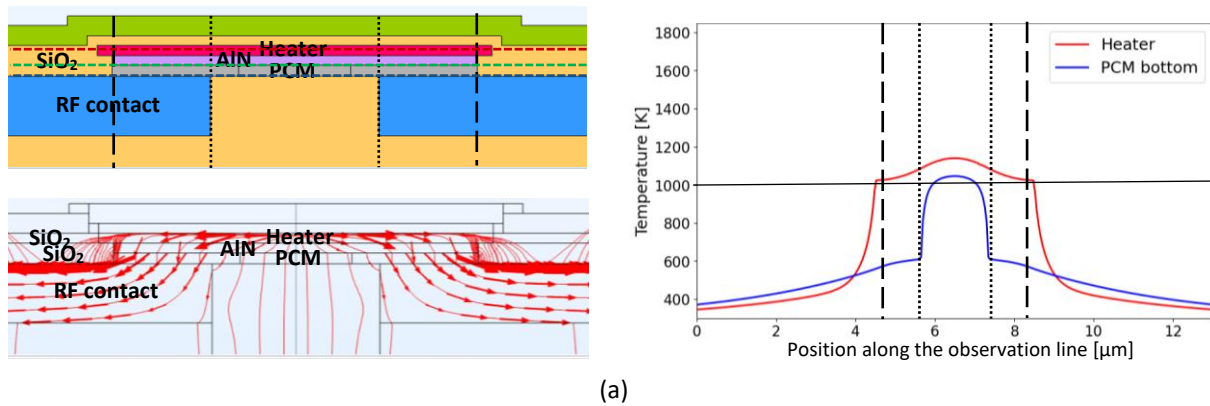 SiO₂
Heater
AlN
PCM
RF contact
SiO₂
SiO₂
Heater
AlN
PCM
RF contact
Temperature [K]
1800
1600
1400
1200
1000
800
600
400
Heater
PCM bottom
0 2 4 6 8 10 12
Position along the observation line [µm]
(a)